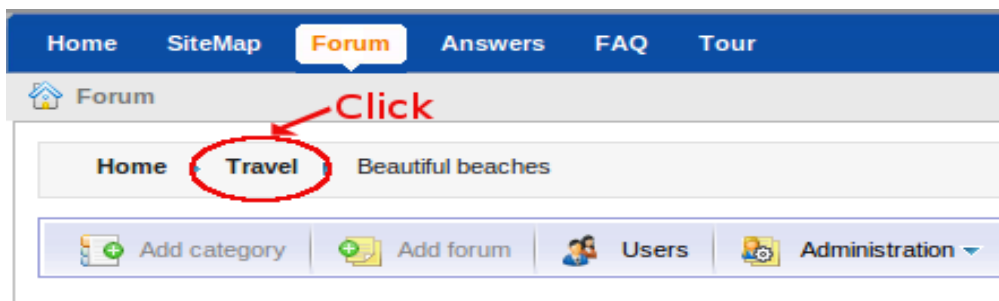 Home SiteMap Forum Answers FAQ Tour
Forum
Click
Home Travel Beautiful beaches
Add category Add forum Users Administration